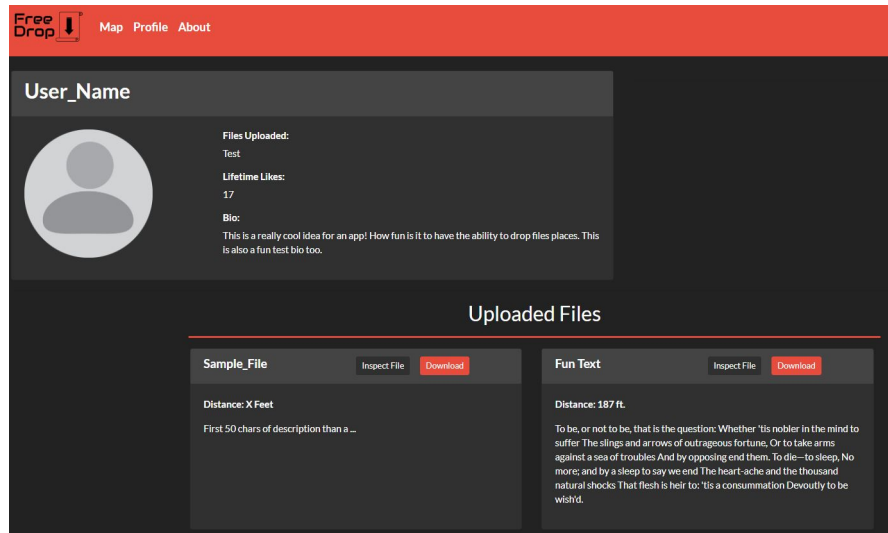 Free
Drop
Map Profile About
User_Name
Files Uploaded:
Test
Lifetime Likes:
17
Bio:
This is a really cool idea for an app! How fun is it to have the ability to drop files places. This
is also a fun test bio too.
Uploaded Files
Sample_File Inspect File Download
Distance: X Feet
First 50 chars of description than a ...
Fun Text Inspect File Download
Distance: 187 ft.
To be, or not to be, that is the question: Whether 'tis nobler in the mind to
suffer The slings and arrows of outrageous fortune, Or to take arms
against a sea of troubles And by opposing end them. To die—to sleep, No
more; and by a sleep to say we end The heart-ache and the thousand
natural shocks That flesh is heir to: 'tis a consummation Devoutly to be
wish'd.